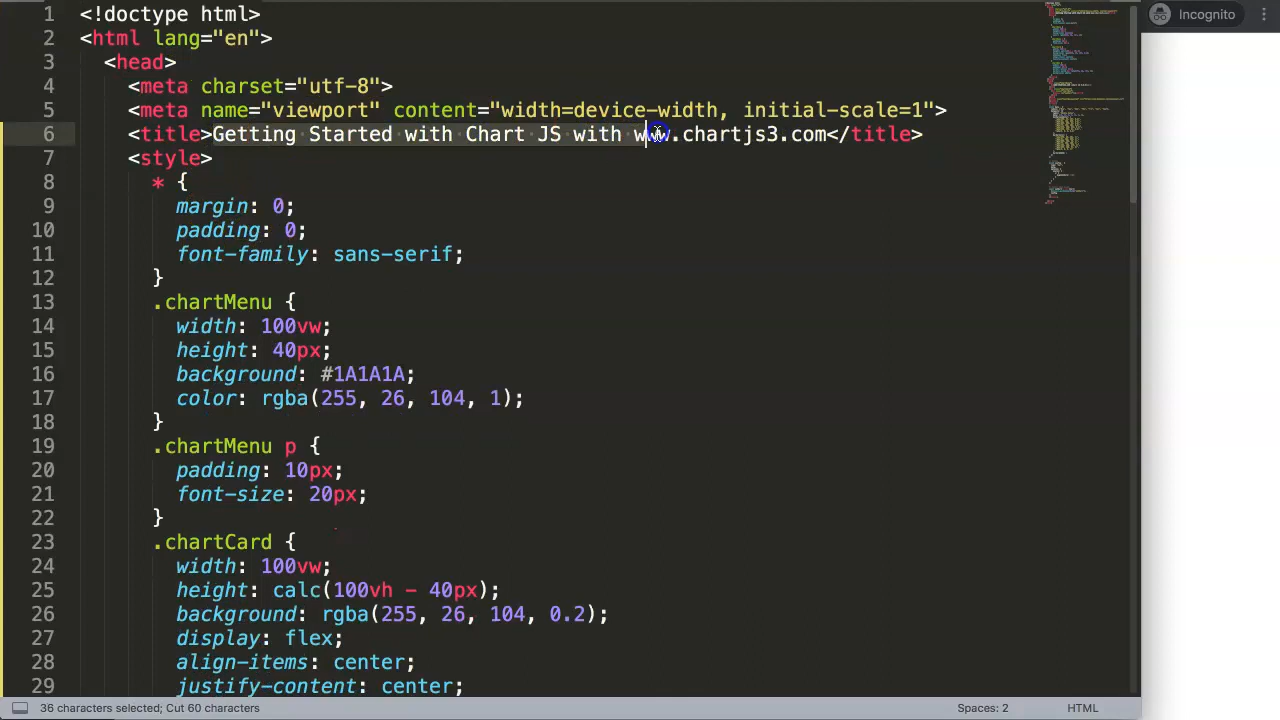 1 <!doctype html>
Incognito
2 <html lang="en">
3 <head>
4 <meta charset="utf-8">
5 <meta name="viewport" content="width=device-width, initial-scale=1">
6 <title>Getting Started with Chart JS with www.chartjs3.com</title>
7 <style>
8 * {
9 margin: 0;
10 padding: 0;
11 font-family: sans-serif;
12 }
13 .chartMenu {
14 width: 100vw;
15 height: 40px;
16 background: #1A1A1A;
17 color: rgba(255, 26, 104, 1);
18 }
19 .chartMenu p {
20 padding: 10px;
21 font-size: 20px;
22 }
23 .chartCard {
24 width: 100vw;
25 height: calc(100vh - 40px);
26 background: rgba(255, 26, 104, 0.2);
27 display: flex;
28 align-items: center;
29 justify-content: center;
36 characters selected; Cut 60 characters
Spaces: 2
HTML